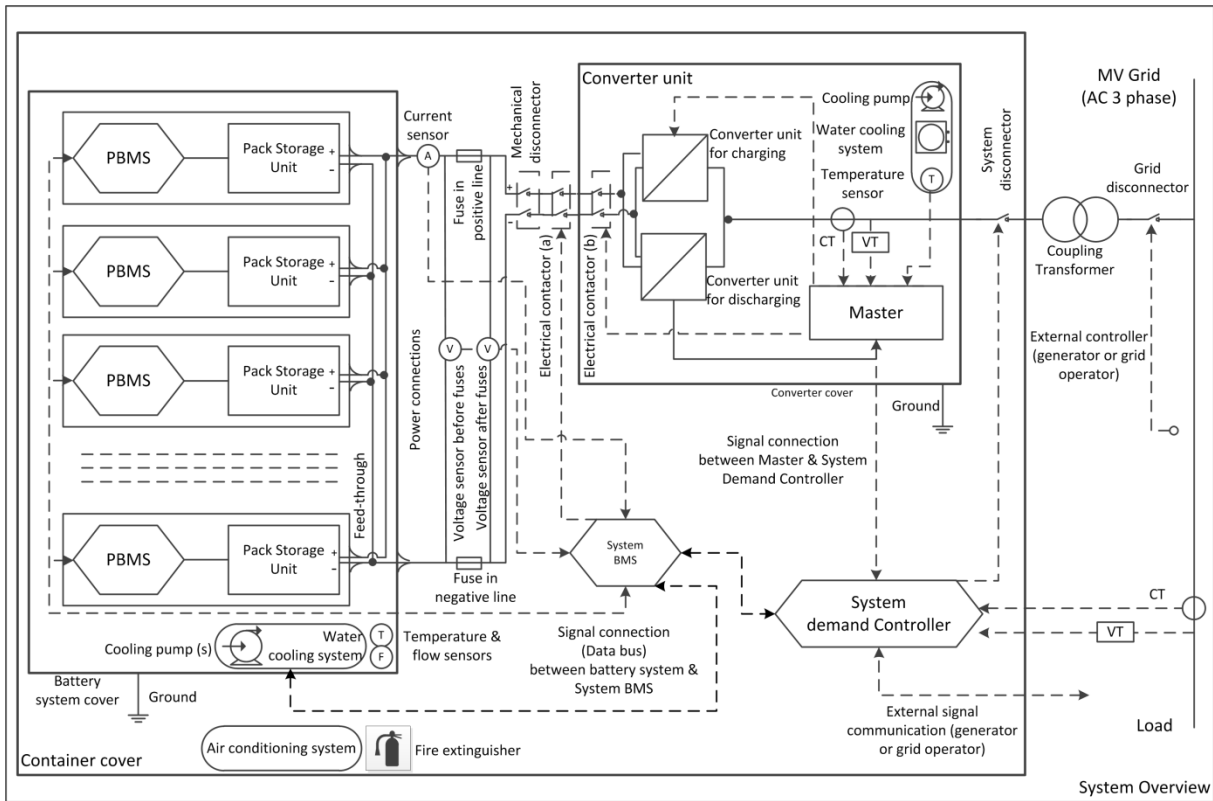 Converter unit
MV Grid
(AC 3 phase)
Cooling pump
Water cooling
system
Temperature
sensor
T
Converter unit
for charging
Converter unit
for discharging
CT
VT
Master
System
disconnector
Grid
disconnector
Coupling
Transformer
External controller
(generator or grid
operator)
Current
sensor
A
Mechanical
disconnector
Fuse in
positive line
+
-
PBMS
Pack Storage
Unit
+
-
PBMS
Pack Storage
Unit
+
-
PBMS
Pack Storage
Unit
+
-
PBMS
Pack Storage
Unit
+
-
Feed-through
Power connections
V
V
Voltage sensor before fuses
Voltage sensor after fuses
Electrical contactor (a)
Electrical contactor (b)
Converter cover
Ground
Signal connection
between Master & System
Demand Controller
System
BMS
Fuse in
negative line
System
demand Controller
CT
VT
Cooling pump (s)
Water
cooling system
T
F
Temperature &
flow sensors
Signal connection
(Data bus)
between battery system &
System BMS
Battery
system cover
Ground
External signal
communication (generator
or grid operator)
Load
Air conditioning system
Fire extinguisher
Container cover
System Overview